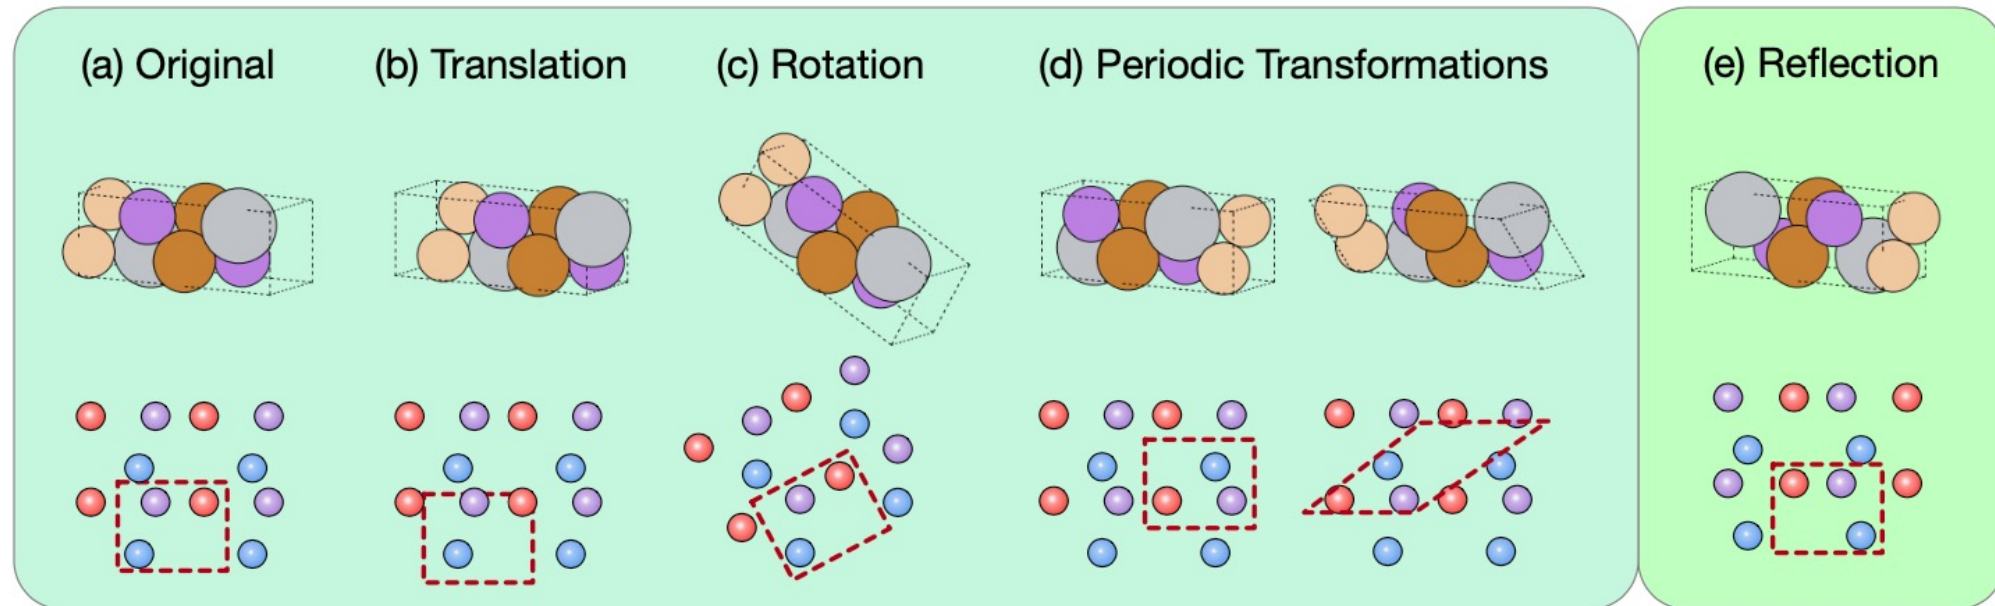 (a) Original
(b) Translation
(c) Rotation
(d) Periodic Transformations
(e) Reflection